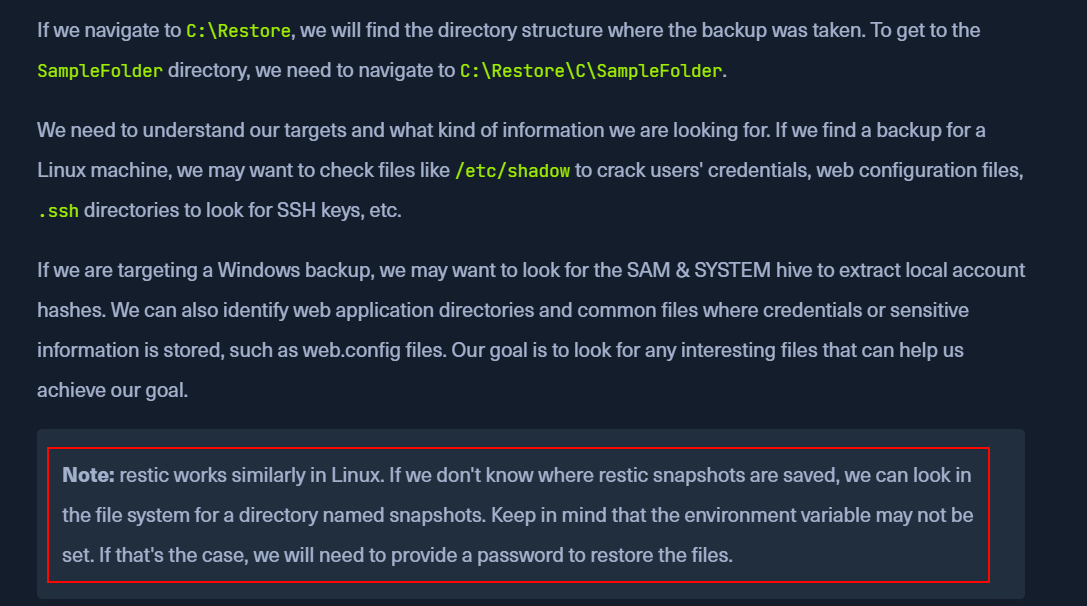 If we navigate to C:\Restore, we will find the directory structure where the backup was taken. To get to the
SampleFolder directory, we need to navigate to C:\Restore\C\SampleFolder.
We need to understand our targets and what kind of information we are looking for. If we find a backup for a
Linux machine, we may want to check files like /etc/shadow to crack users' credentials, web configuration files,
.ssh directories to look for SSH keys, etc.
If we are targeting a Windows backup, we may want to look for the SAM & SYSTEM hive to extract local account
hashes. We can also identify web application directories and common files where credentials or sensitive
information is stored, such as web.config files. Our goal is to look for any interesting files that can help us
achieve our goal.
Note: restic works similarly in Linux. If we don't know where restic snapshots are saved, we can look in
the file system for a directory named snapshots. Keep in mind that the environment variable may not be
set. If that's the case, we will need to provide a password to restore the files.